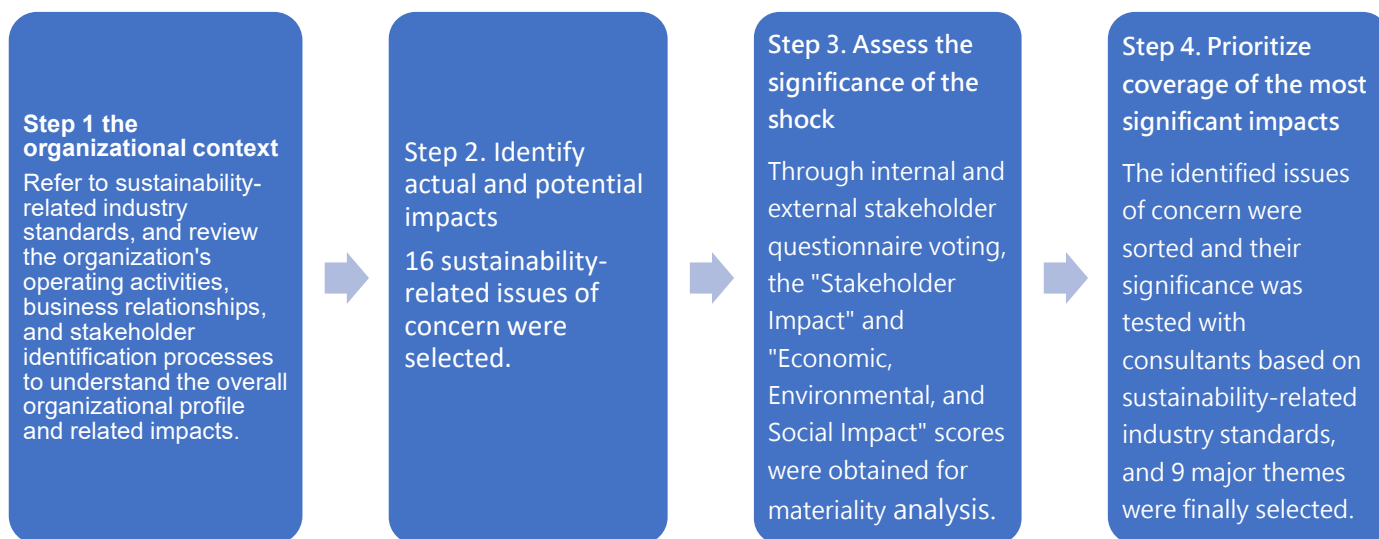 Step 1 the
organizational context
Refer to sustainability-
related industry
standards, and review
the organization's
operating activities,
business relationships,
and stakeholder
identification processes
to understand the overall
organizational profile
and related impacts.
Step 2. Identify
actual and potential
impacts
16 sustainability-
related issues of
concern were
selected.
Step 3. Assess the
significance of the
shock
Through internal and
external stakeholder
questionnaire voting,
the "Stakeholder
Impact" and
"Economic,
Environmental, and
Social Impact" scores
were obtained for
materiality analysis.
Step 4. Prioritize
coverage of the most
significant impacts
The identified issues
of concern were
sorted and their
significance was
tested with
consultants based on
sustainability-related
industry standards,
and 9 major themes
were finally selected.